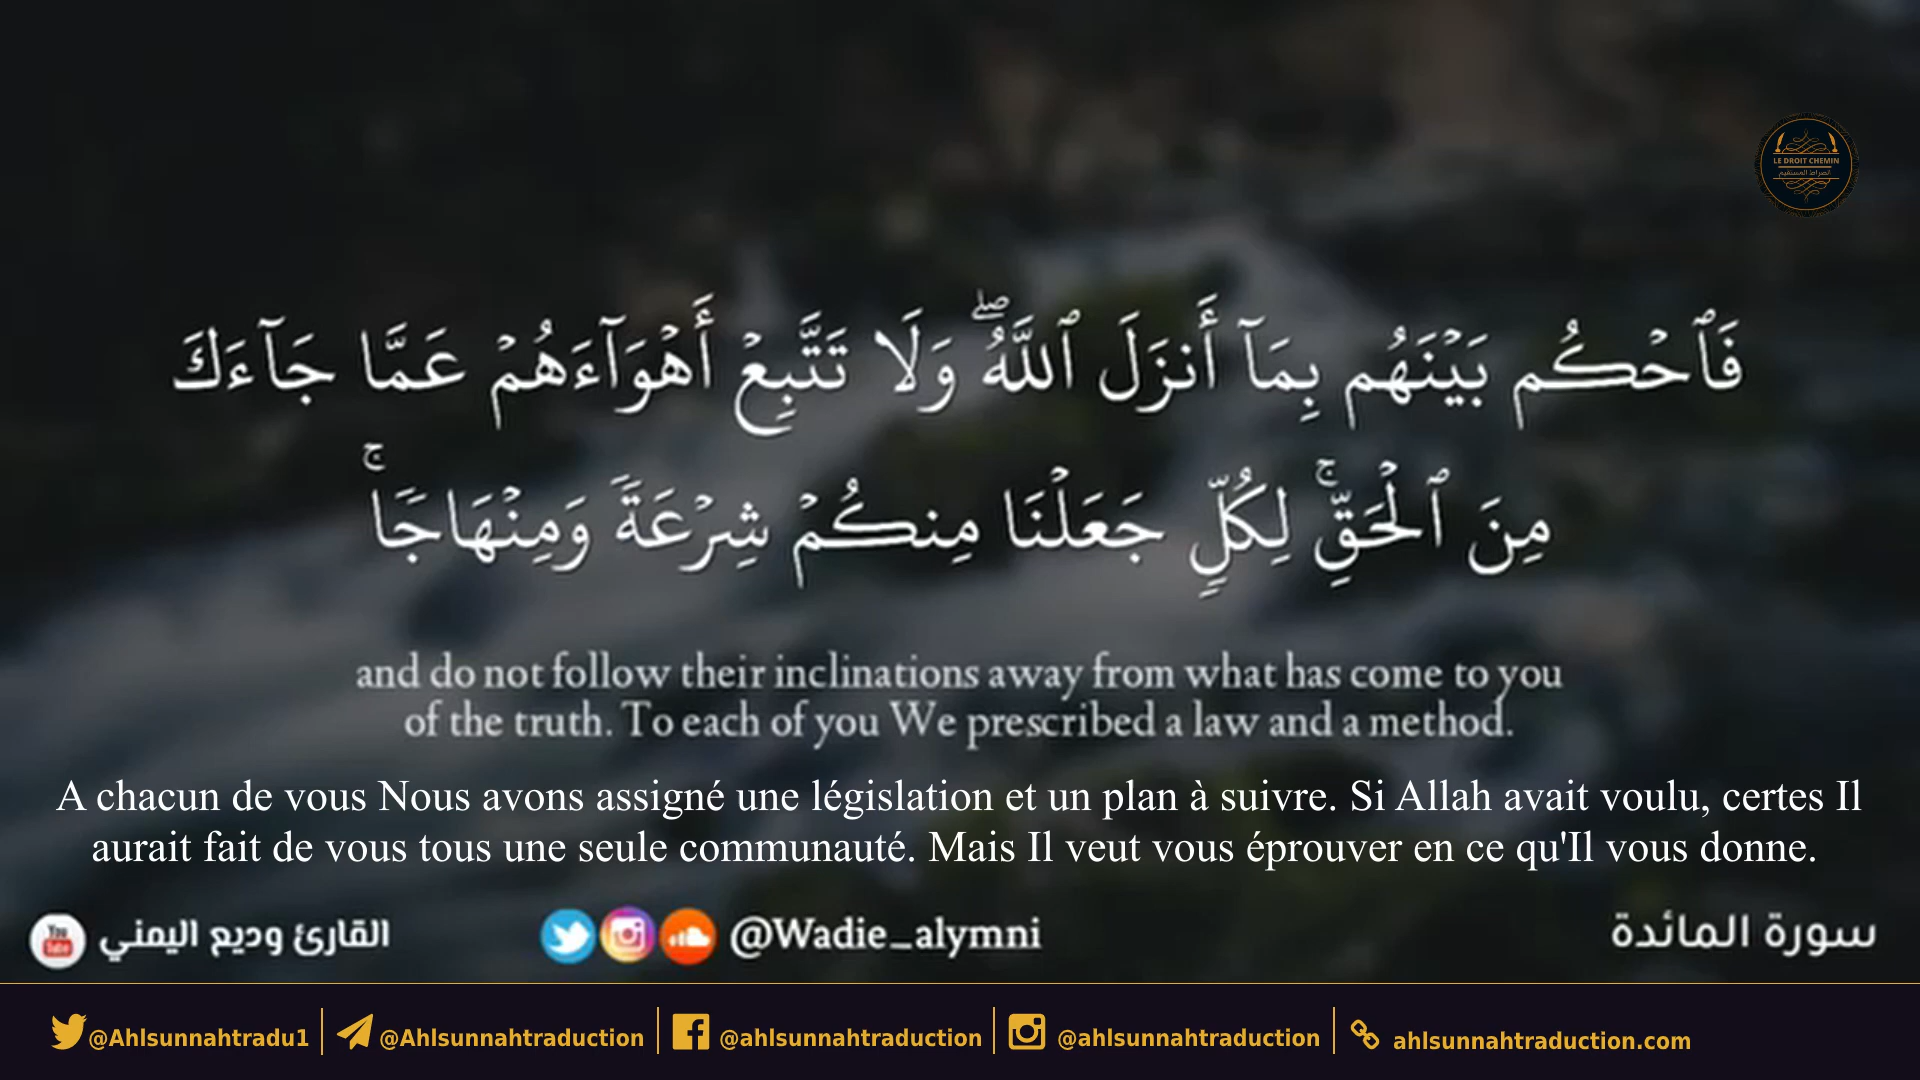 LE DROIT CHEMIN
الصراط المستقيم
فَٱحۡكُم بَيۡنَهُم بِمَآ أَنزَلَ ٱللَّهُۖ وَلَا تَتَّبِعۡ أَهۡوَآءَهُمۡ عَمَّا جَآءَكَ
مِنَ ٱلۡحَقِّۚ لِكُلّٖ جَعَلۡنَا مِنكُمۡ شِرۡعَةٗ وَمِنۡهَاجٗاۚ
and do not follow their inclinations away from what has come to you
of the truth. To each of you We prescribed a law and a method.
A chacun de vous Nous avons assigné une législation et un plan à suivre. Si Allah avait voulu, certes Il
aurait fait de vous tous une seule communauté. Mais Il veut vous éprouver en ce qu'Il vous donne.
You Tube القارئ وديع اليمني @Wadie_alymni سورة المائدة
@Ahlsunnahtradu1 @Ahlsunnahtraduction @ahlsunnahtraduction @ahlsunnahtraduction ahlsunnahtraduction.com